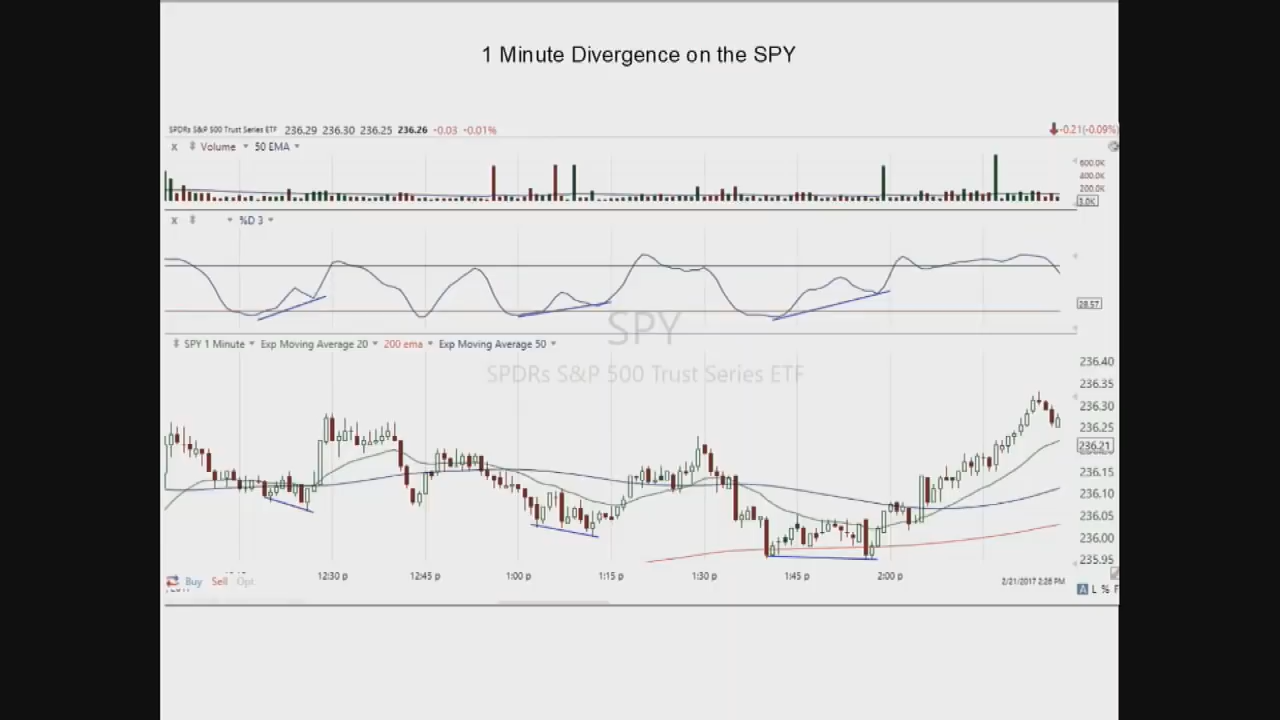 1 Minute Divergence on the SPY
SPDRs S&P 500 Trust Series ETF 236.29 236.30 236.25 236.26 -0.03 -0.01% -0.21(-0.09%)
x Volume 50 EMA
600.0K
400.0K
200.0K
3.0K
x %D 3
28.57
SPY
SPY 1 Minute Exp Moving Average 20 200 ema Exp Moving Average 50
SPDRs S&P 500 Trust Series ETF
236.40
236.35
236.30
236.25
236.21
236.15
236.10
236.05
236.00
235.95
12:30 p 12:45 p 1:00 p 1:15 p 1:30 p 1:45 p 2:00 p 2/21/2017 2:26 PM
Buy Sell Opt
A L % F